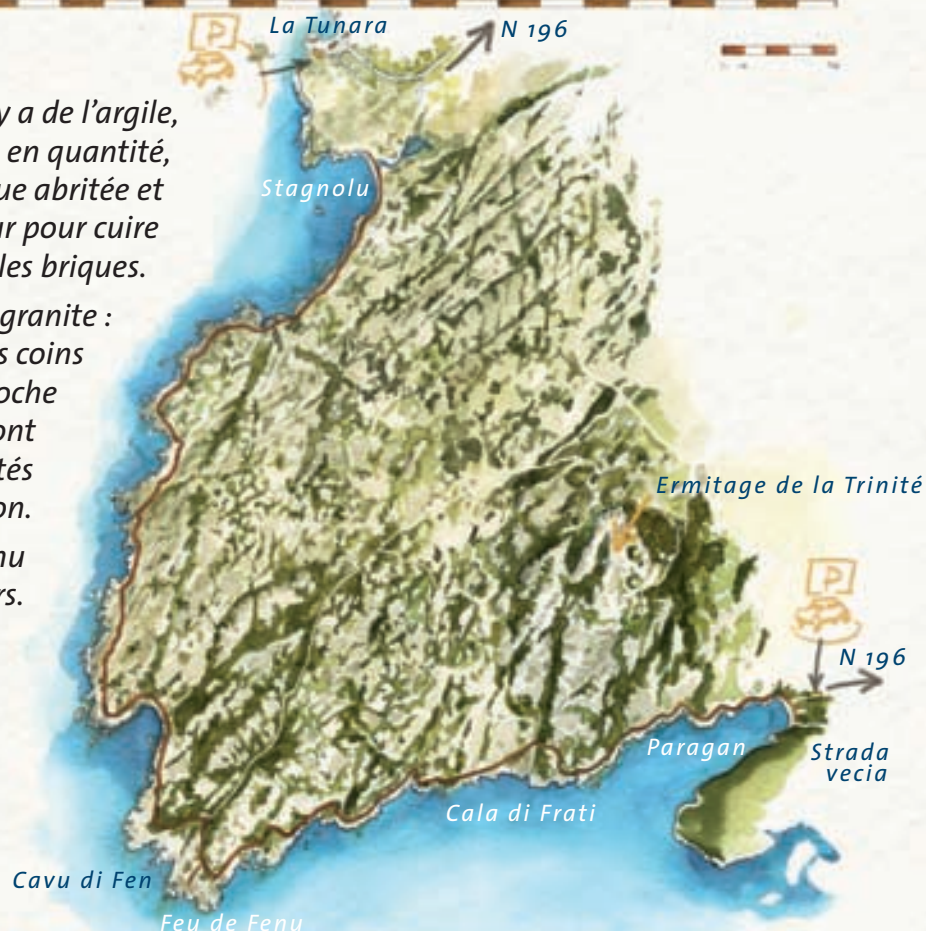 La Tunara
N 196
P
y a de l'argile,
en quantité,
ue abritée et
ur pour cuire
les briques.
granite :
s coins
oche
ont
tés
on.
nu
rs.
Stagnolu
Ermitage de la Trinité
P
N 196
Paragan
Strada
vecia
Cala di Frati
Cavu di Fen
Feu de Fenu